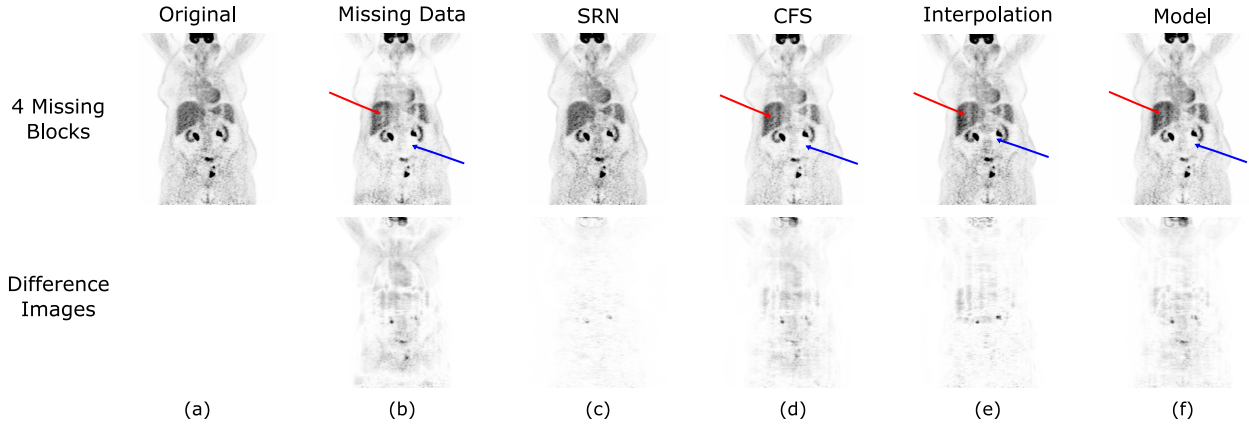 Original Missing Data SRN CFS Interpolation Model
4 Missing
Blocks
Difference
Images
(a) (b) (c) (d) (e) (f)